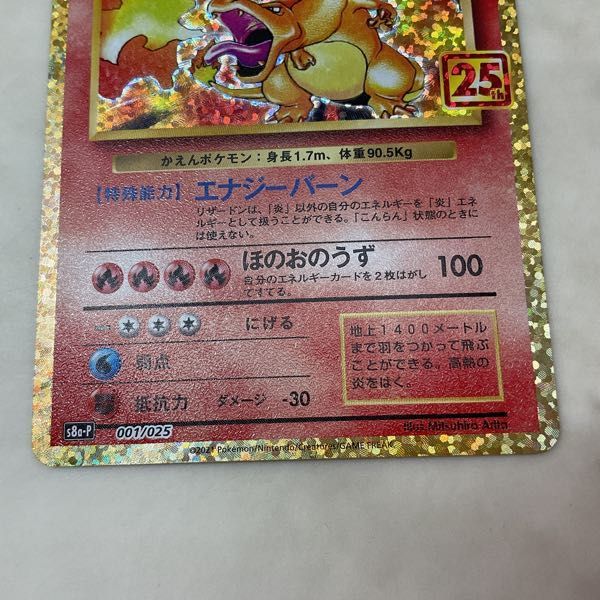 25th
かえんポケモン：身長1.7m、体重90.5Kg
【特殊能力】エナジーバーン
リザードンは、「炎」以外の自分のエネルギーを「炎」エネ
ルギーとして扱うことができる。「こんらん」状態のときに
は使えない。
ほのおのうず 100
自分のエネルギーカードを２枚はがし
てすてる。
にげる
弱点
抵抗力 ダメージ -30
地上1400メートル
まで羽をつかって飛ぶ
ことができる。高熱の
炎をはく。
s8a-P 001/025
Illus. Mitsuhiro Arita
©2021 Pokémon/Nintendo/Creatures/GAME FREAK.